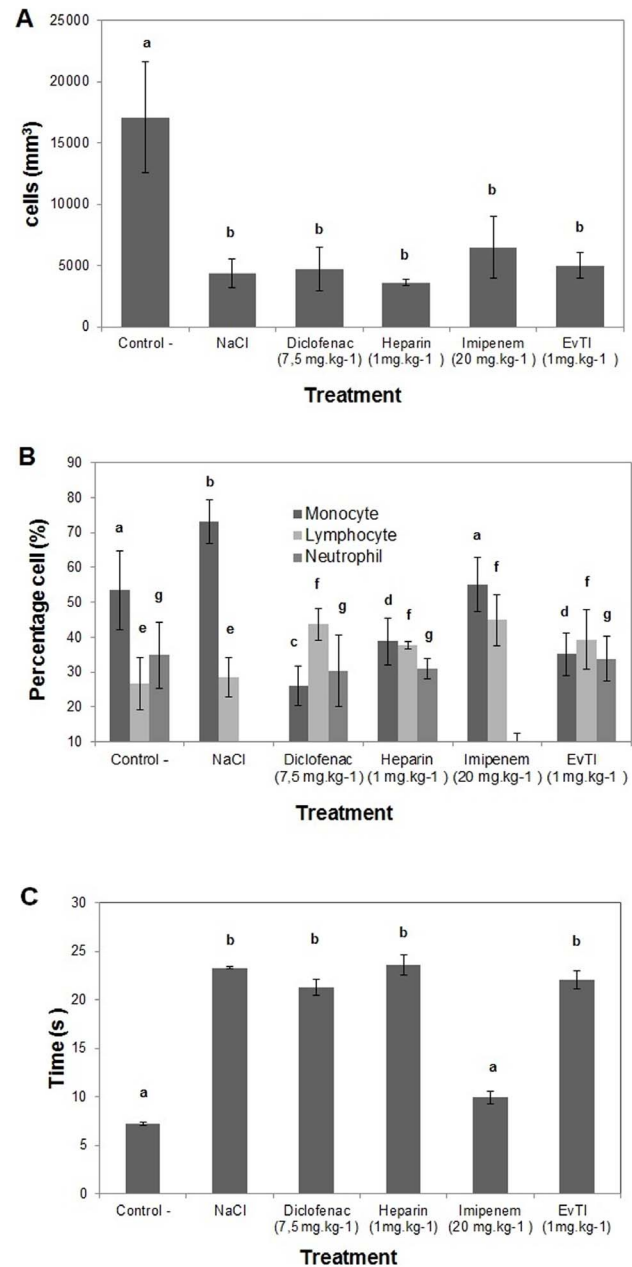 A
25000
20000
15000
10000
5000
0
cells (mm³)
a
b
b
b
b
b
Control -
NaCl
Diclofenac
(7,5 mg.kg-1)
Heparin
(1mg.kg-1 )
Imipenem
(20 mg.kg-1 )
EvTI
(1mg.kg-1 )
Treatment
B
90
80
70
60
50
40
30
20
10
Percentage cell (%)
Monocyte
Lymphocyte
Neutrophil
a
e
g
b
e
c
f
g
d
f
g
a
f
d
f
g
Control -
NaCl
Diclofenac
(7,5 mg.kg-1)
Heparin
(1 mg.kg-1 )
Imipenem
(20 mg.kg-1 )
EvTI
(1 mg.kg-1 )
Treatment
C
30
25
20
15
10
5
0
Time (s )
a
b
b
b
a
b
Control -
NaCl
Diclofenac
(7,5 mg.kg-1)
Heparin
(1mg.kg-1)
Imipenem
(20 mg.kg-1 )
EvTI
(1mg.kg-1)
Treatment